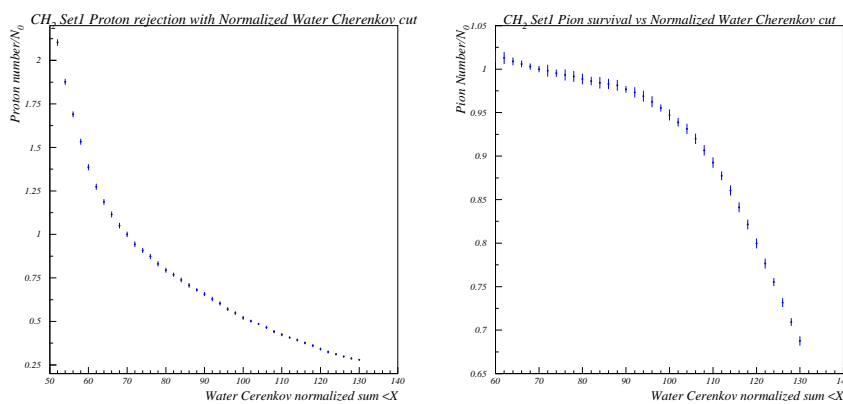 CH2 Set1 Proton rejection with Normalized Water Cherenkov cut
Proton number/N0
2
1.75
1.5
1.25
1
0.75
0.5
0.25
50 60 70 80 90 100 110 120 130 140
Water Cerenkov normalized sum <X
CH2 Set1 Pion survival vs Normalized Water Cerenkov cut
Pion Number/N0
1.05
1
0.95
0.9
0.85
0.8
0.75
0.7
0.65
60 70 80 90 100 110 120 130 140
Water Cerenkov normalized sum <X